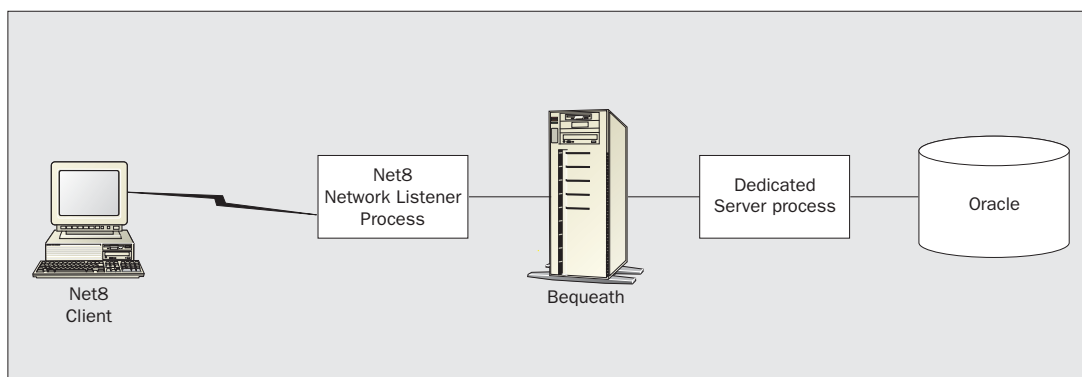 Net8
Client
Net8
Network Listener
Process
Bequeath
Dedicated
Server process
Oracle